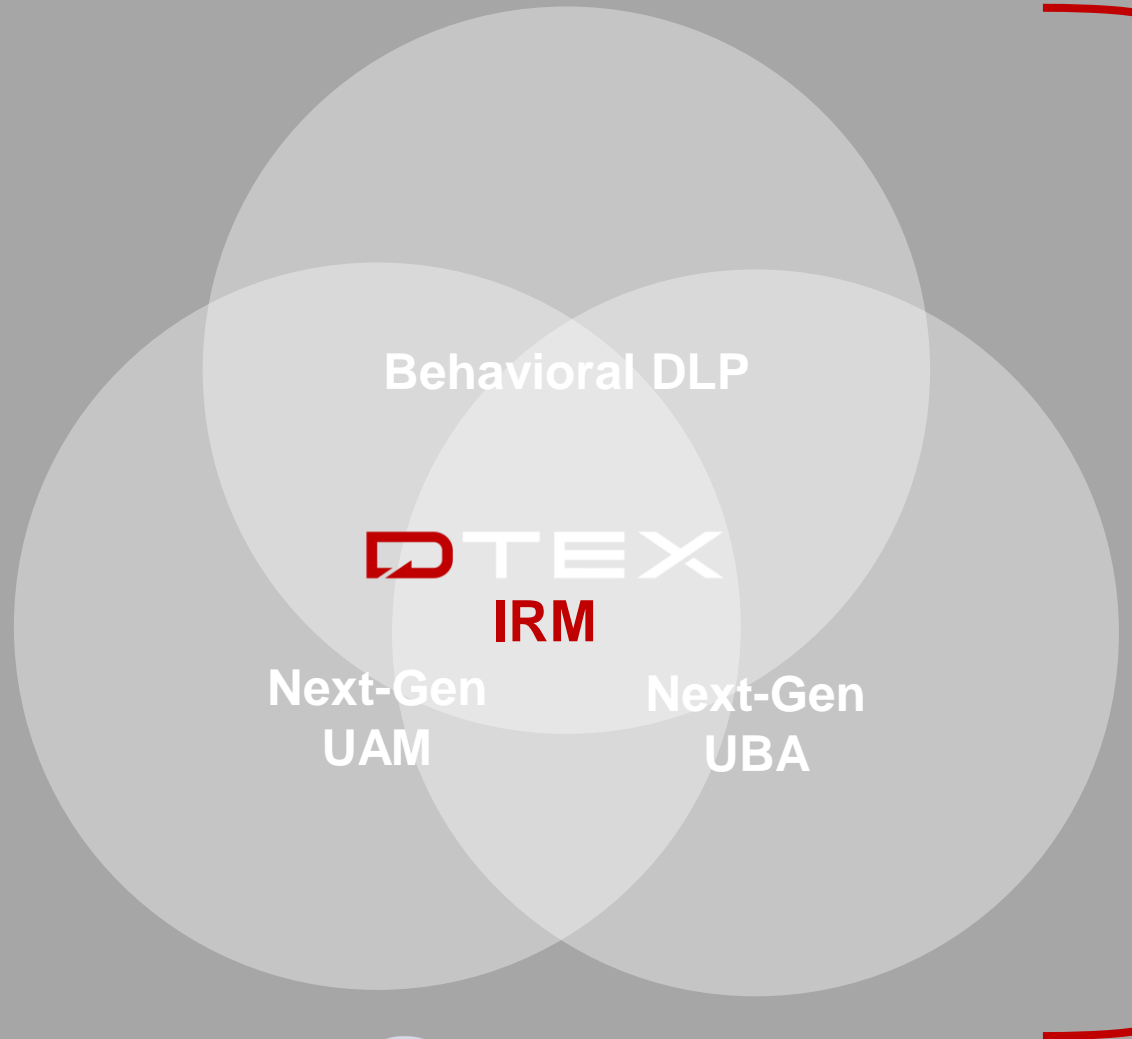 Behavioral DLP
DTEX
IRM
Next-Gen
UAM
Next-Gen
UBA